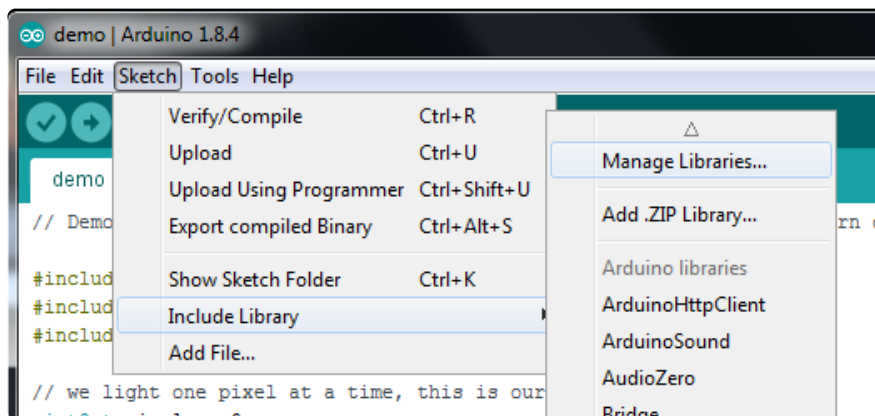 demo | Arduino 1.8.4
File Edit Sketch Tools Help
Verify/Compile Ctrl+R
Upload Ctrl+U
Upload Using Programmer Ctrl+Shift+U
Export compiled Binary Ctrl+Alt+S
Show Sketch Folder Ctrl+K
Include Library
Add File...
Manage Libraries...
Add .ZIP Library...
Arduino libraries
ArduinoHttpClient
ArduinoSound
AudioZero
Bridge
demo
// Demo
#includ
#includ
#includ
// we light one pixel at a time, this is our